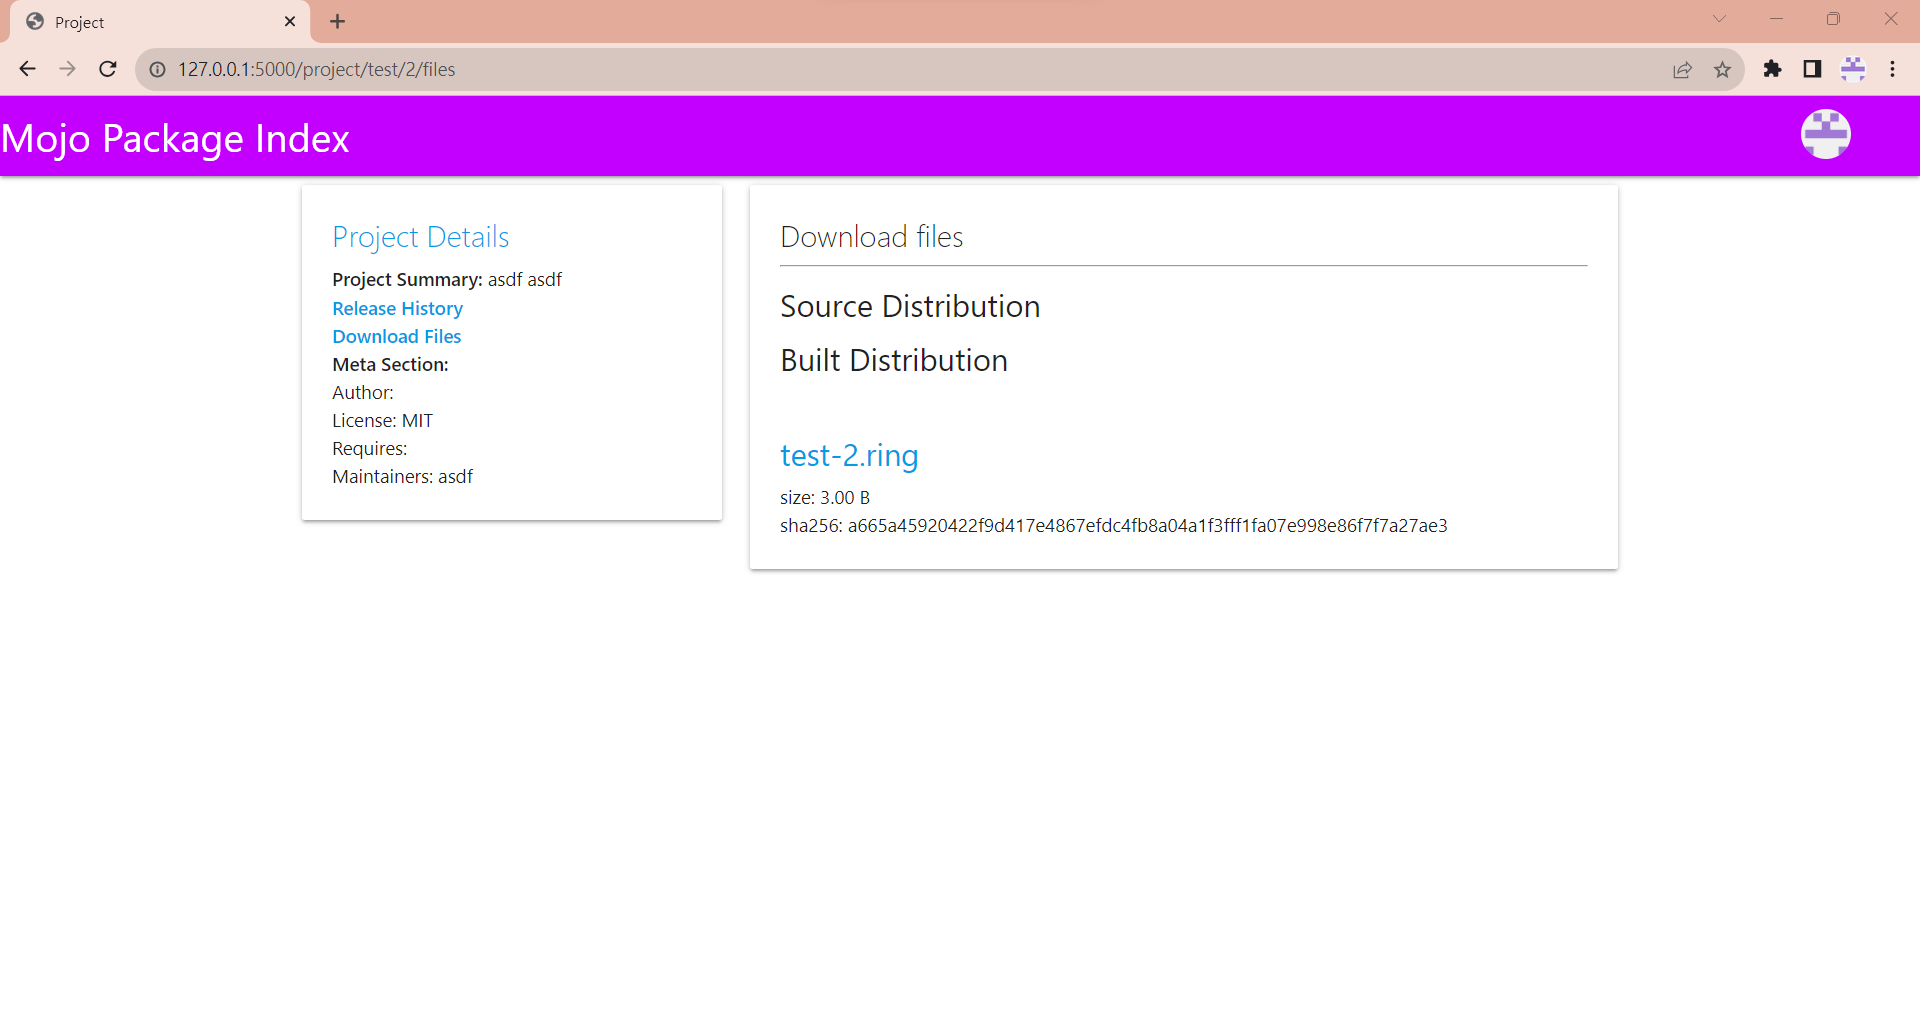 Project
127.0.0.1:5000/project/test/2/files
Mojo Package Index
Project Details
Project Summary: asdf asdf
Release History
Download Files
Meta Section:
Author:
License: MIT
Requires:
Maintainers: asdf
Download files
Source Distribution
Built Distribution
test-2.ring
size: 3.00 B
sha256: a665a45920422f9d417e4867efdc4fb8a04a1f3fff1fa07e998e86f7f7a27ae3